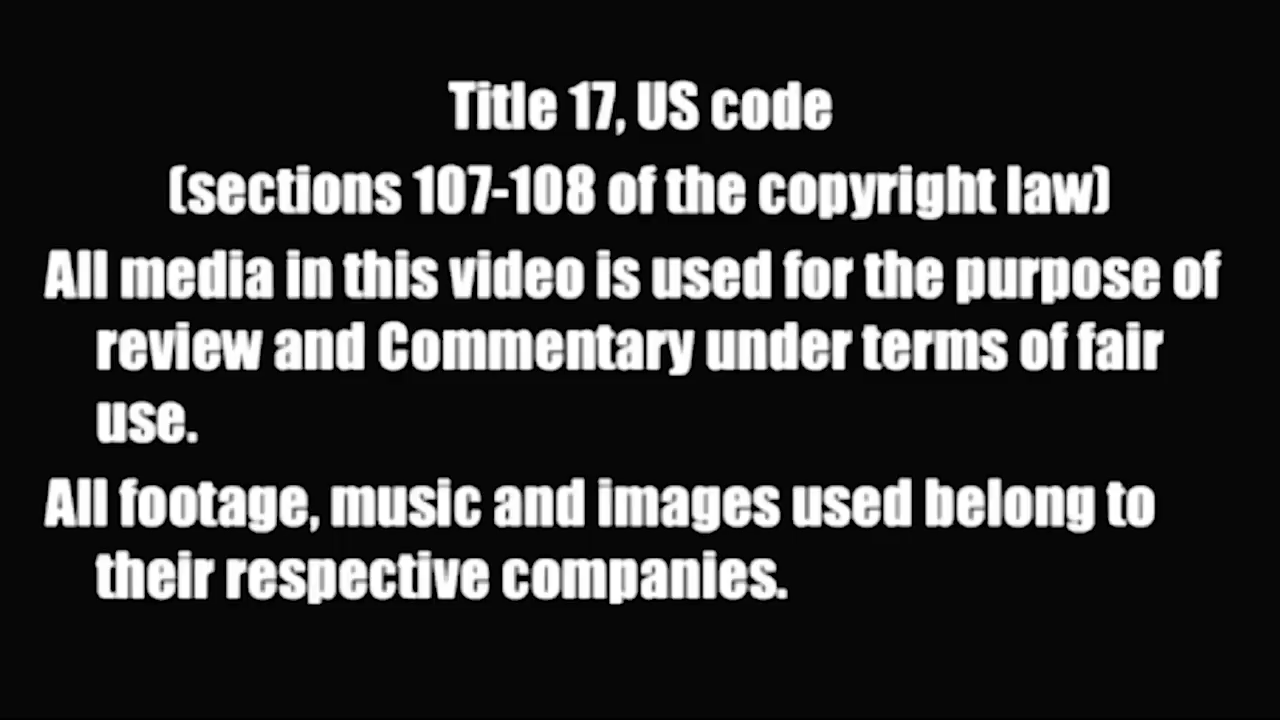 Title 17, US code
(sections 107-108 of the copyright law)
All media in this video is used for the purpose of
review and Commentary under terms of fair
use.
All footage, music and images used belong to
their respective companies.